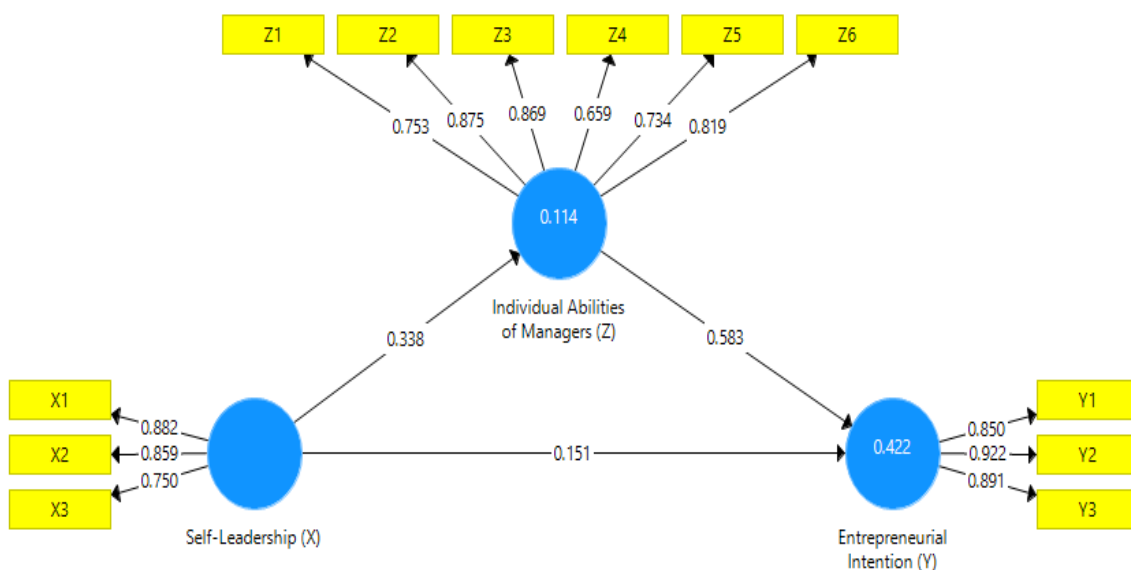 Z1 Z2 Z3 Z4 Z5 Z6
0.753 0.875 0.869 0.659 0.734 0.819
0.114
Individual Abilities
of Managers (Z)
0.338 0.583
X1 Y1
0.882 0.850
X2 0.859 0.151 0.422 0.922 Y2
0.750 0.891
X3 Y3
Self-Leadership (X) Entrepreneurial
Intention (Y)